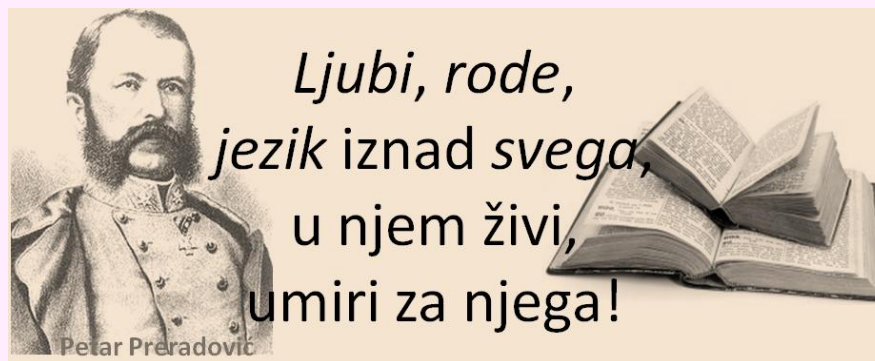 Ljubi, rode,
jezik iznad svega,
u njem živi,
umiri za njega!
Petar Preradović